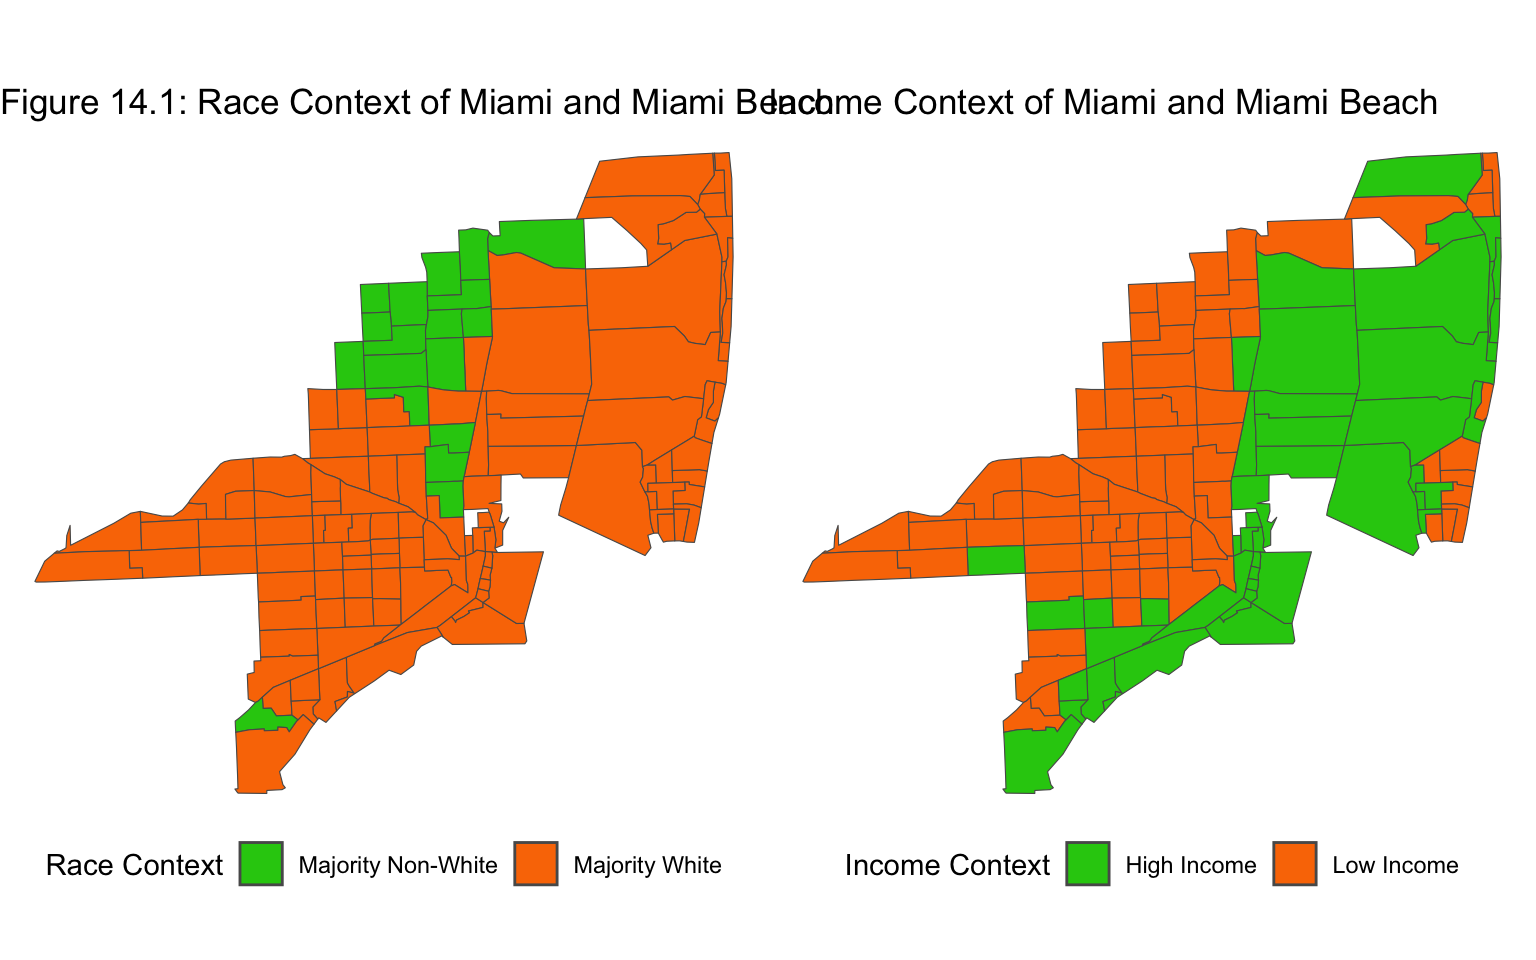 Figure 14.1: Race Context of Miami and Miami Beach
Income Context of Miami and Miami Beach
Race Context Majority Non-White Majority White
Income Context High Income Low Income